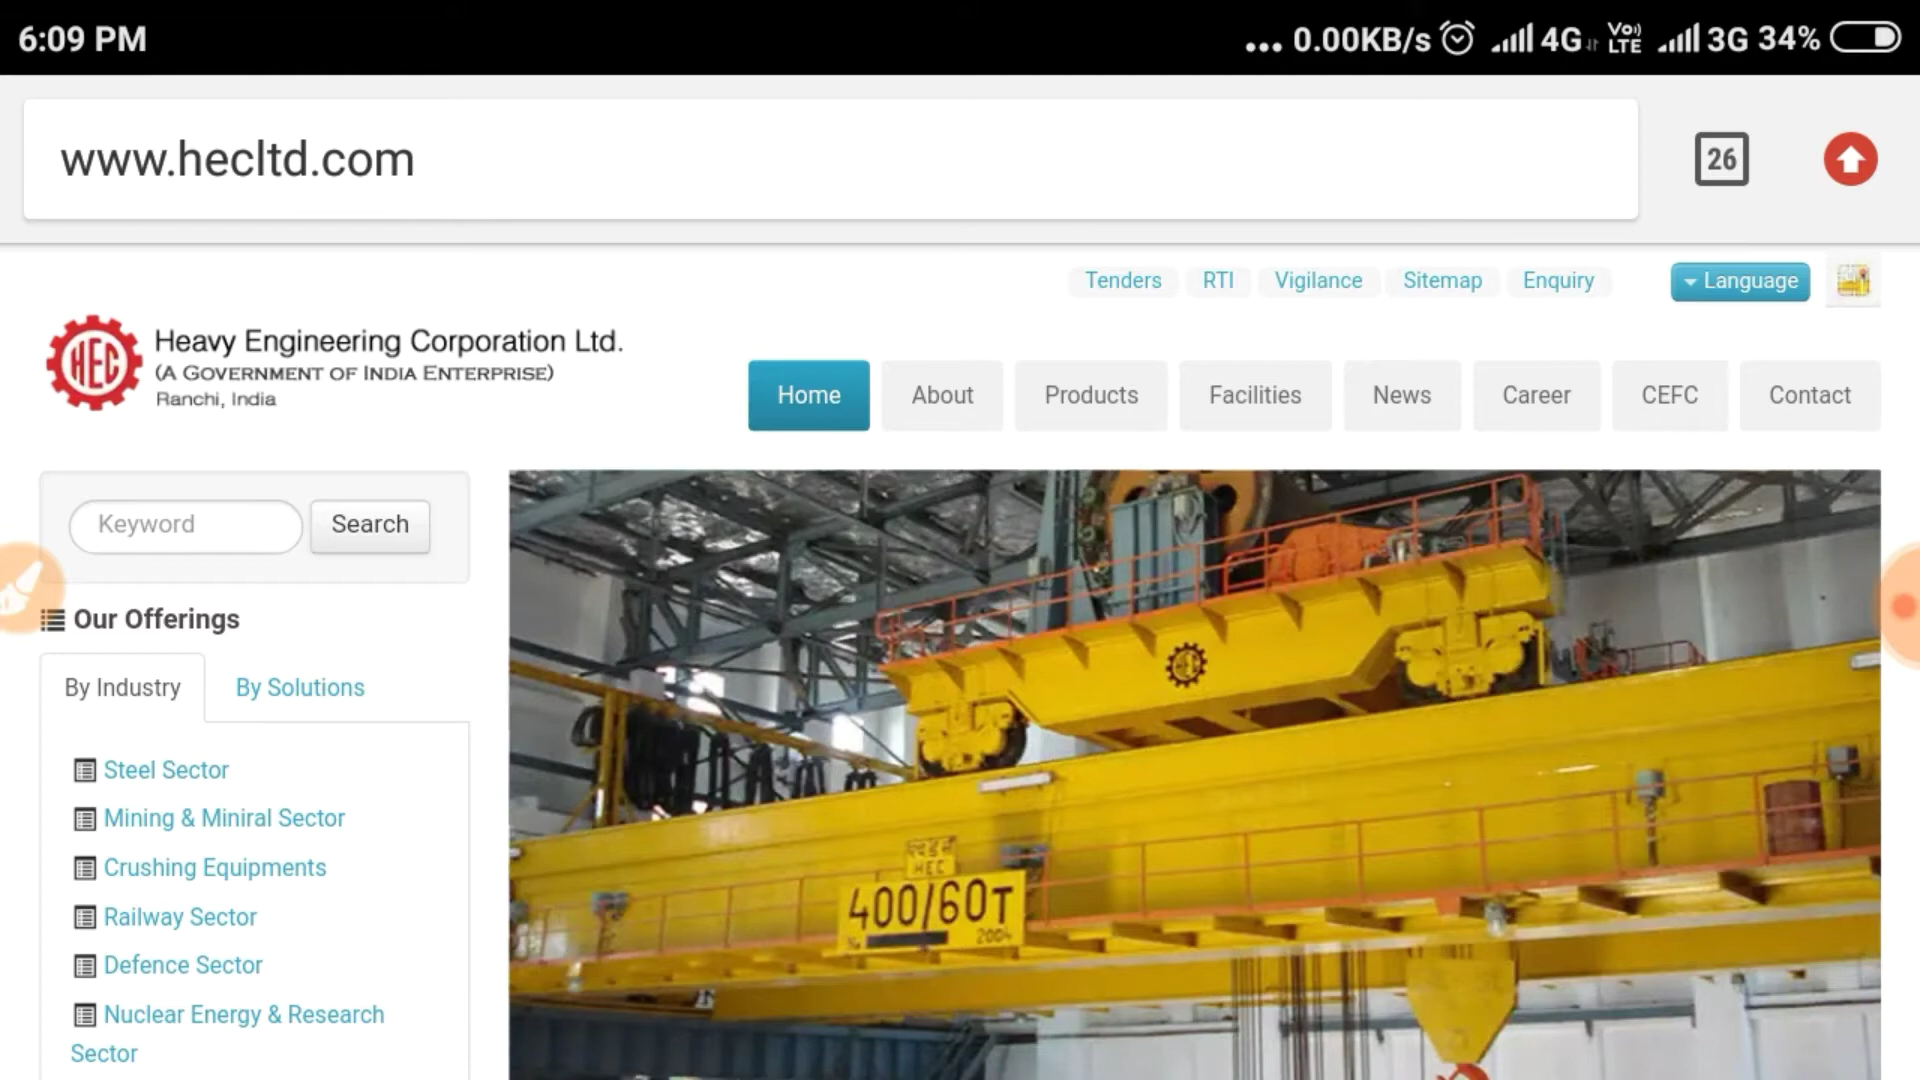 6:09 PM
... 0.00KB/s 4G VoLTE 3G 34%
www.hecltd.com
26
Tenders RTI Vigilance Sitemap Enquiry Language
HEC
Heavy Engineering Corporation Ltd.
(A GOVERNMENT OF INDIA ENTERPRISE)
Ranchi, India
Home About Products Facilities News Career CEFC Contact
Keyword Search
Our Offerings
By Industry By Solutions
Steel Sector
Mining & Miniral Sector
Crushing Equipments
Railway Sector
Defence Sector
Nuclear Energy & Research
Sector
HEC
HEC
400/60T
2004